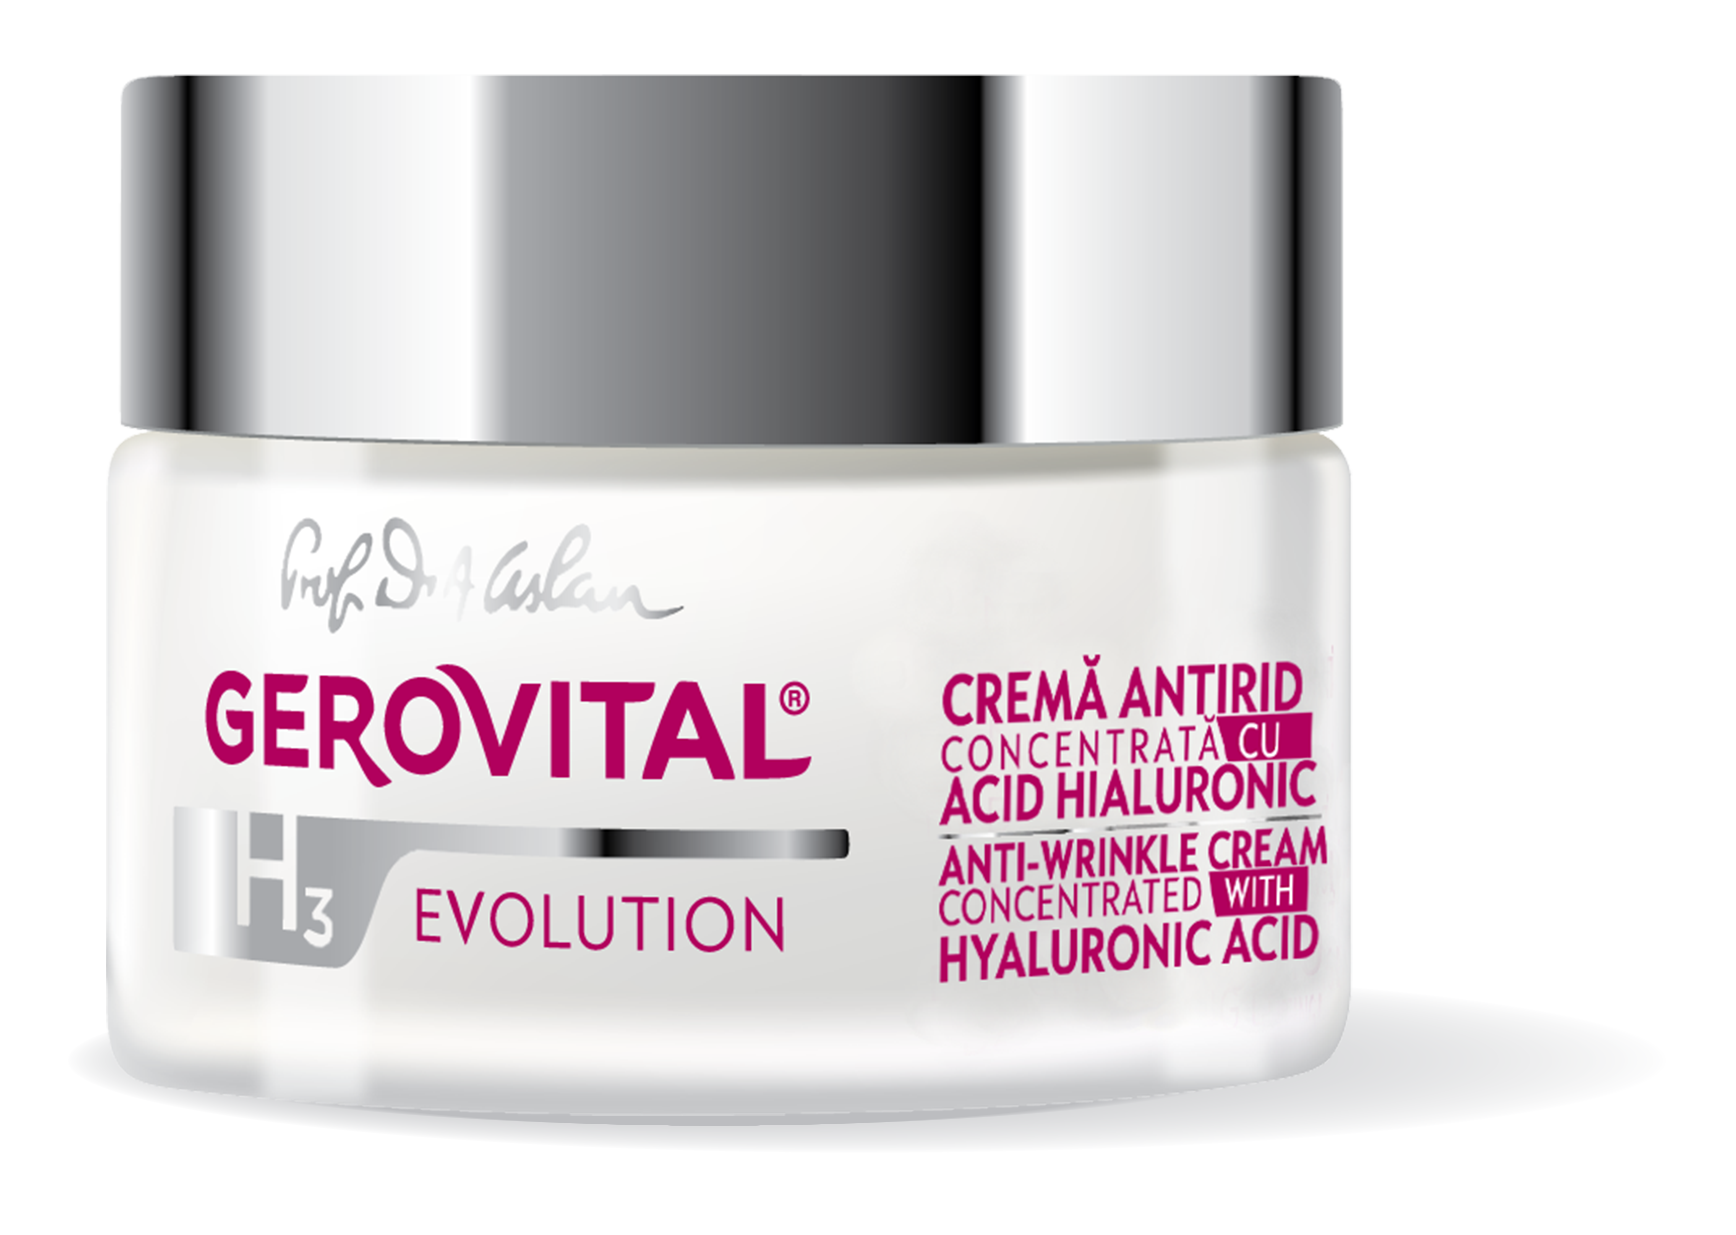 Prof. Dr A Aslan
GEROVITAL®
H3
EVOLUTION
CREMĂ ANTIRID
CONCENTRATĂ CU
ACID HIALURONIC
ANTI-WRINKLE CREAM
CONCENTRATED WITH
HYALURONIC ACID